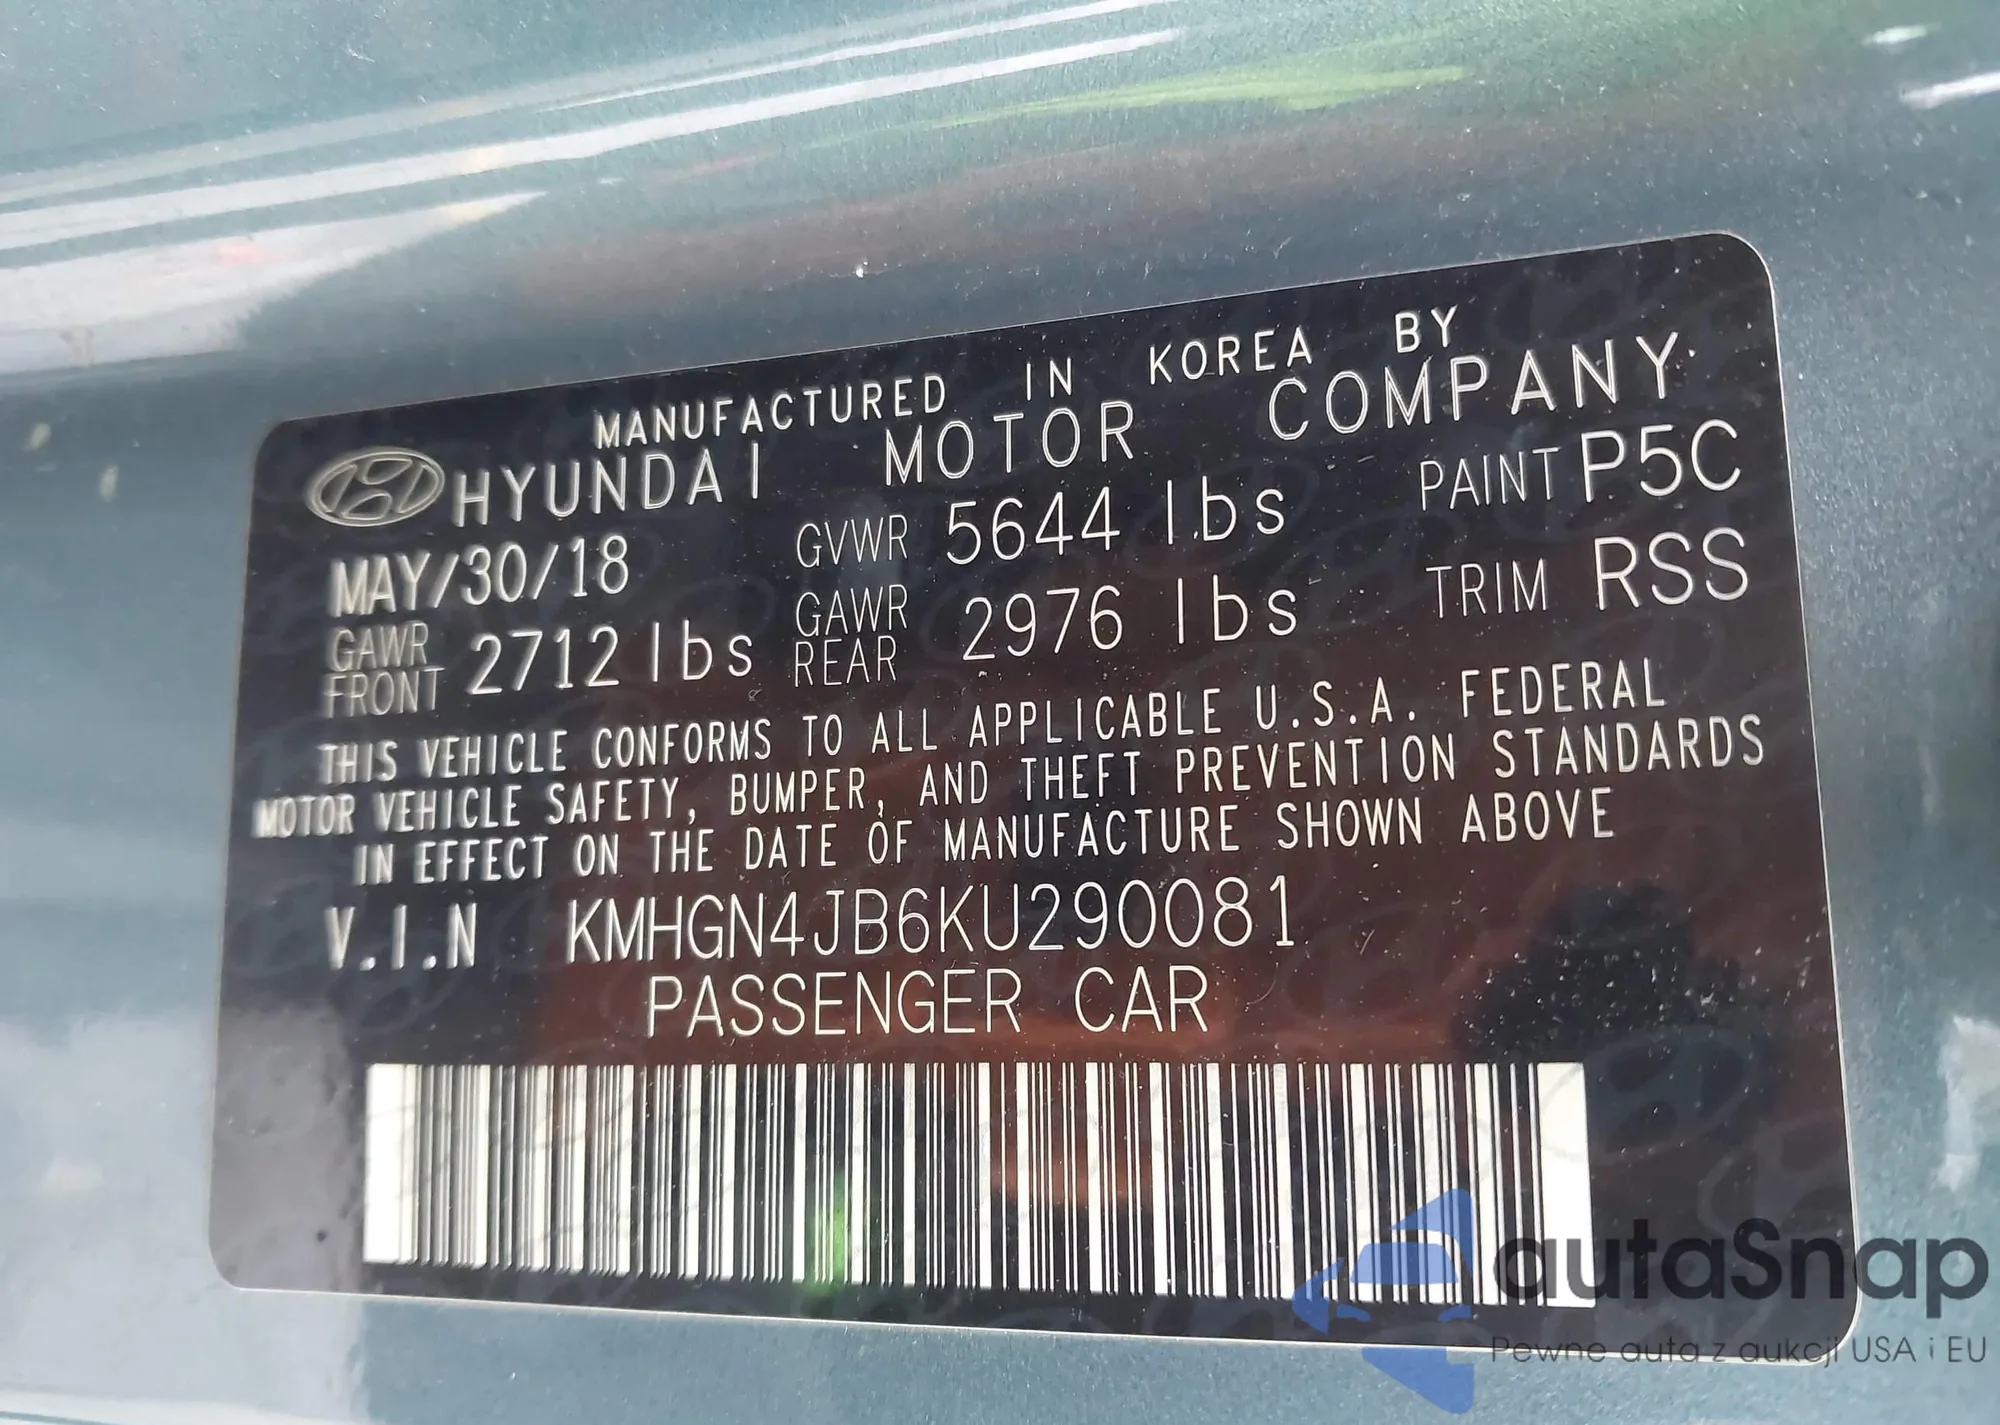 MANUFACTURED IN KOREA BY
HYUNDAI MOTOR COMPANY
MAY/30/18 GVWR 5644 lbs PAINT P5C
GAWR FRONT 2712 lbs GAWR REAR 2976 lbs TRIM RSS
THIS VEHICLE CONFORMS TO ALL APPLICABLE U.S.A. FEDERAL
MOTOR VEHICLE SAFETY, BUMPER, AND THEFT PREVENTION STANDARDS
IN EFFECT ON THE DATE OF MANUFACTURE SHOWN ABOVE
V.I.N KMHGN4JB6KU290081
PASSENGER CAR
autaSnap
Pewne auta z aukcji USA i EU